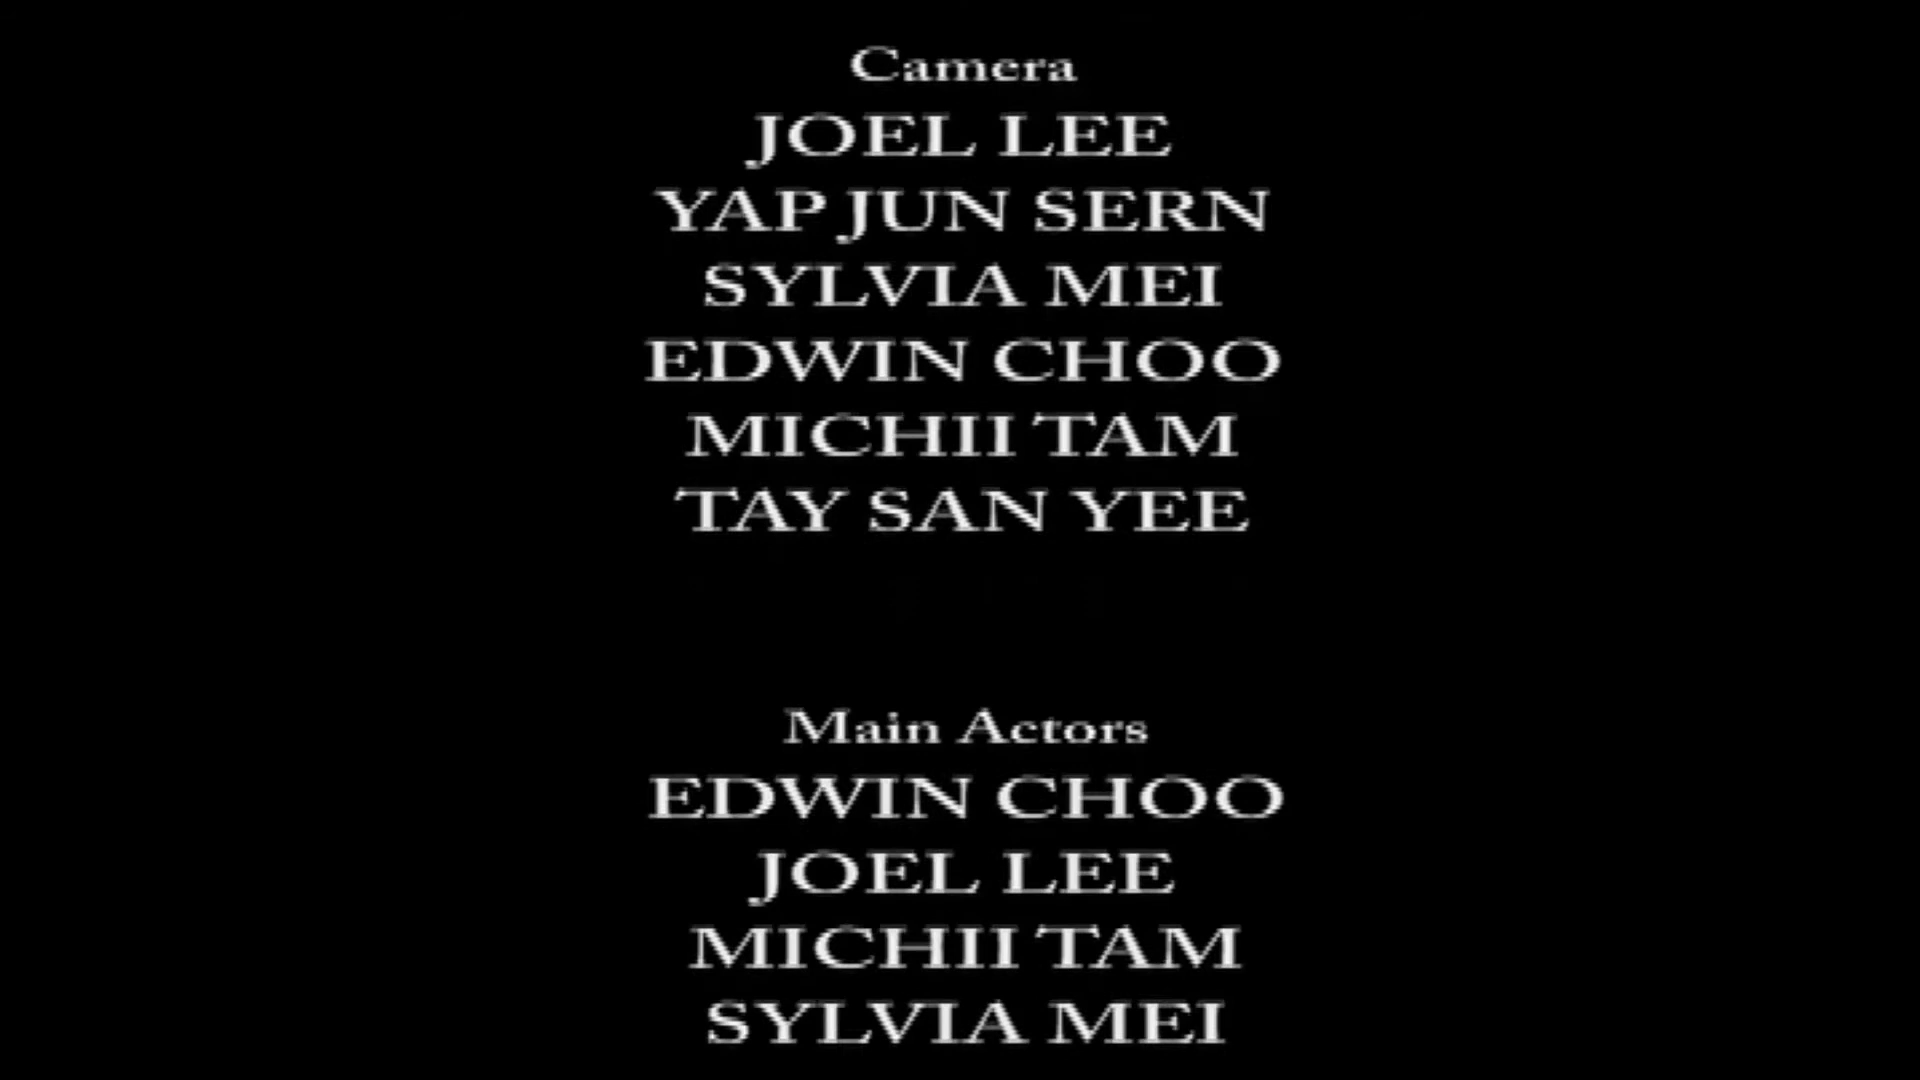 Camera
JOEL LEE
YAP JUN SERN
SYLVIA MEI
EDWIN CHOO
MICHII TAM
TAY SAN YEE
Main Actors
EDWIN CHOO
JOEL LEE
MICHII TAM
SYLVIA MEI